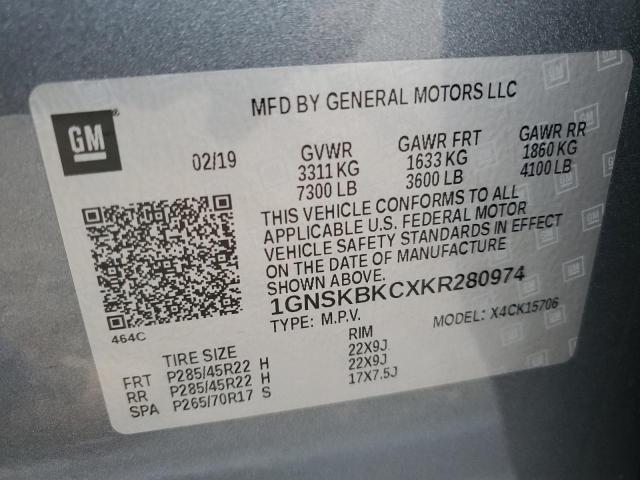 MFD BY GENERAL MOTORS LLC
GM®
02/19 GVWR GAWR FRT GAWR RR
3311 KG 1633 KG 1860 KG
7300 LB 3600 LB 4100 LB
THIS VEHICLE CONFORMS TO ALL
APPLICABLE U.S. FEDERAL MOTOR
VEHICLE SAFETY STANDARDS IN EFFECT
ON THE DATE OF MANUFACTURE
SHOWN ABOVE.
1GNSKBKCXKR280974
464C TYPE: M.P.V. MODEL: X4CK15706
TIRE SIZE RIM
FRT P285/45R22 H 22X9J
RR P285/45R22 H 22X9J
SPA P265/70R17 S 17X7.5J